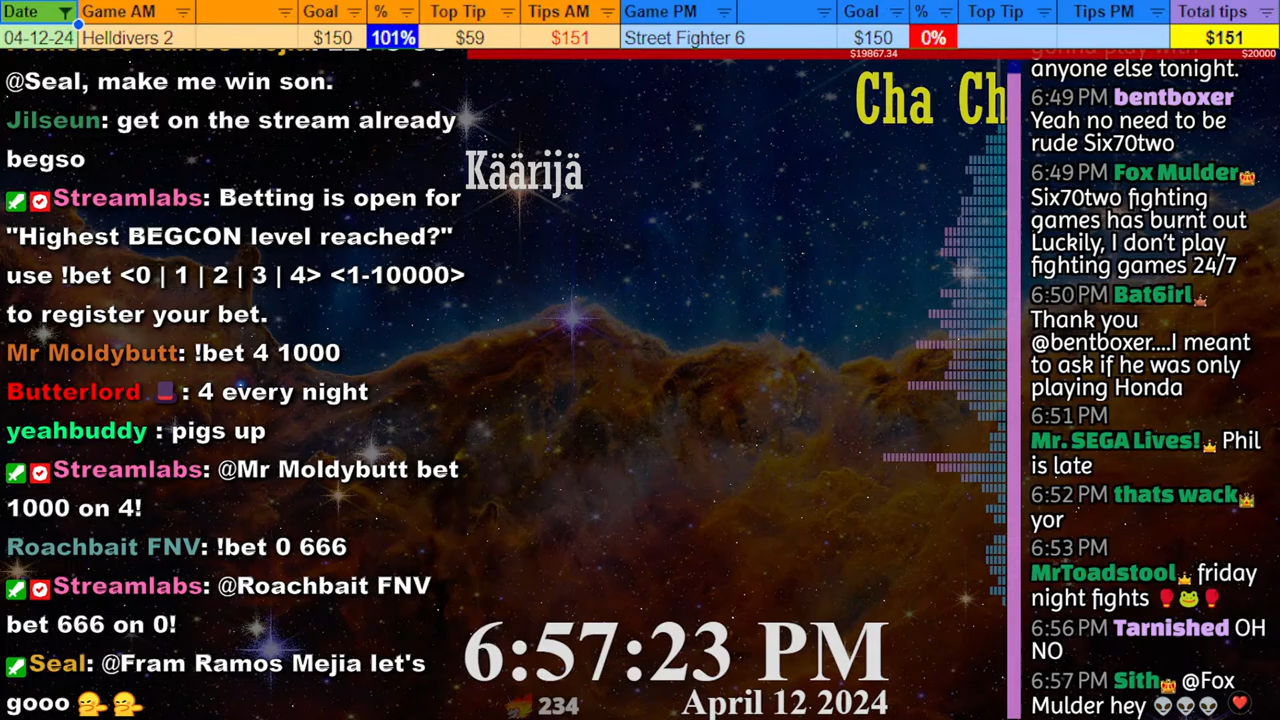 Date Game AM Goal % Top Tip Tips AM Game PM Goal % Top Tip Tips PM Total tips
04-12-24 Helldivers 2 $150 101% $59 $151 Street Fighter 6 $150 0% $151
$19867.34 $20000
@Seal, make me win son.
Jilseun: get on the stream already
begso
Streamlabs: Betting is open for
"Highest BEGCON level reached?"
use !bet <0 | 1 | 2 | 3 | 4> <1-10000>
to register your bet.
Mr Moldybutt: !bet 4 1000
Butterlord : 4 every night
yeahbuddy : pigs up
Streamlabs: @Mr Moldybutt bet
1000 on 4!
Roachbait FNV: !bet 0 666
Streamlabs: @Roachbait FNV
bet 666 on 0!
Seal: @Fram Ramos Mejia let's
gooo
Cha Ch
Käärijä
6:57:23 PM
234 April 12 2024
anyone else tonight.
6:49 PM bentboxer
Yeah no need to
be rude Six70two
6:49 PM Fox Mulder
Six70two fighting
games has burnt out
Luckily, I don't play
fighting games 24/7
6:50 PM Bat6irl
Thank you
@bentboxer....I meant
to ask if he was only
playing Honda
6:51 PM
Mr. SEGA Lives! Phil
is late
6:52 PM thats wack
yor
6:53 PM
MrToadstool friday
night fights
6:56 PM Tarnished OH
NO
6:57 PM Sith @Fox
Mulder hey